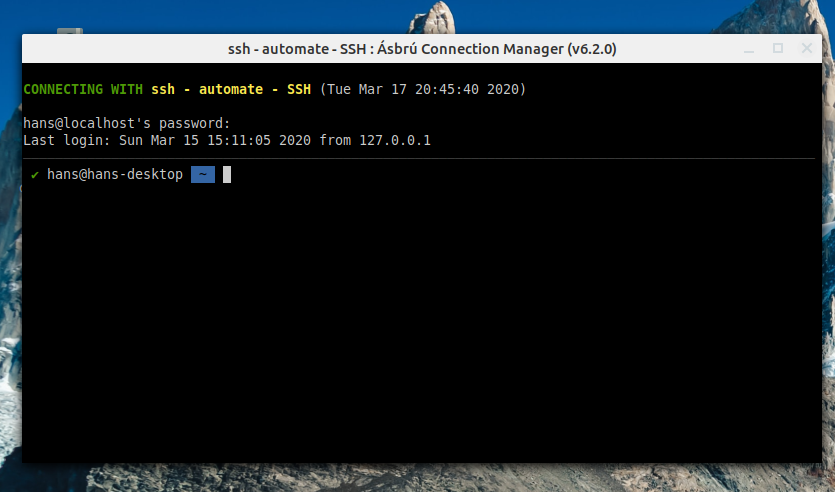 ssh - automate - SSH : Ásbrú Connection Manager (v6.2.0)
CONNECTING WITH ssh - automate - SSH (Tue Mar 17 20:45:40 2020)
hans@localhost's password:
Last login: Sun Mar 15 15:11:05 2020 from 127.0.0.1
✔ hans@hans-desktop ~